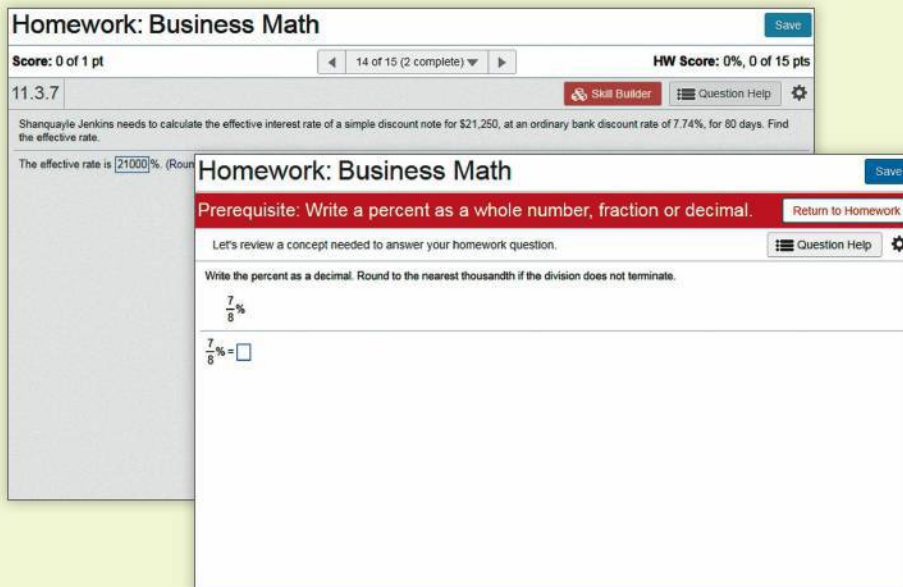 Homework: Business Math
Save
Score: 0 of 1 pt
14 of 15 (2 complete)
HW Score: 0%, 0 of 15 pts
11.3.7
Skill Builder
Question Help
Shanquayle Jenkins needs to calculate the effective interest rate of a simple discount note for $21,250, at an ordinary bank discount rate of 7.74%, for 80 days. Find
the effective rate.
The effective rate is 21000%. (Roun
Homework: Business Math
Save
Prerequisite: Write a percent as a whole number, fraction or decimal.
Return to Homework
Let's review a concept needed to answer your homework question.
Question Help
Write the percent as a decimal. Round to the nearest thousandth if the division does not terminate.
7/8%
7/8%=